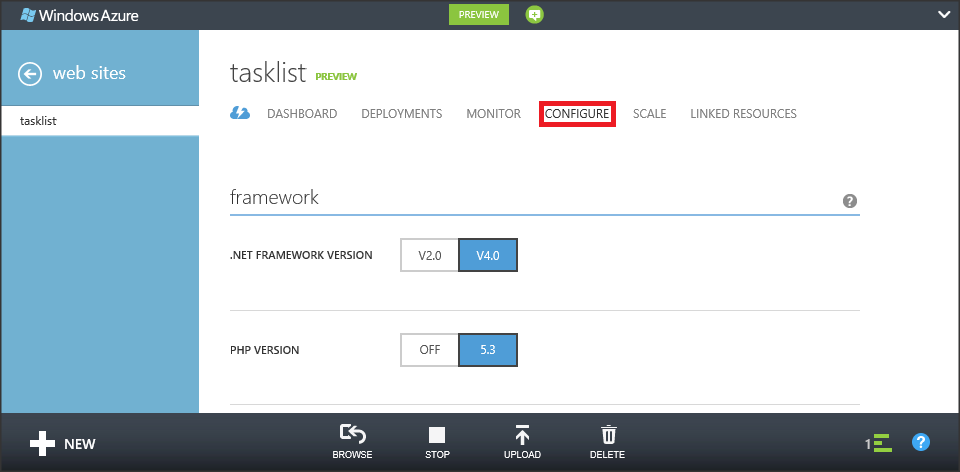 Windows Azure
PREVIEW
web sites
tasklist
tasklist PREVIEW
DASHBOARD DEPLOYMENTS MONITOR CONFIGURE SCALE LINKED RESOURCES
framework
?
.NET FRAMEWORK VERSION V2.0 V4.0
PHP VERSION OFF 5.3
NEW
BROWSE STOP UPLOAD DELETE
1
?